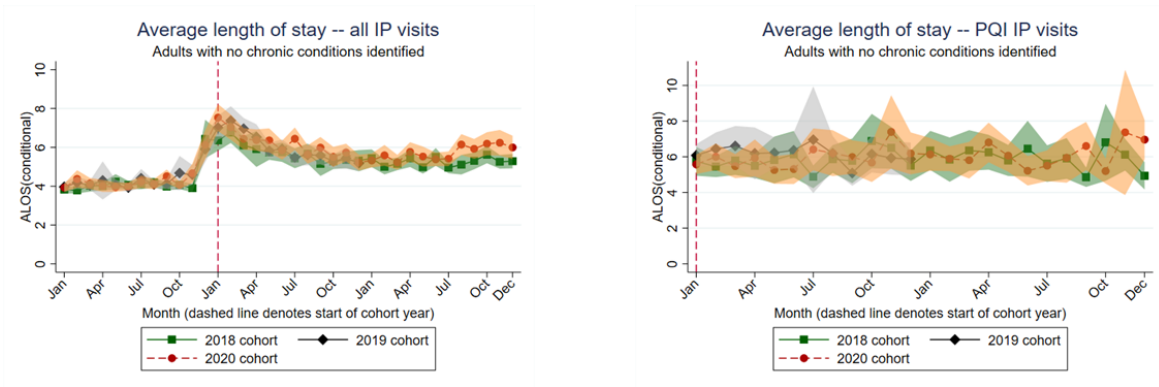 Average length of stay -- all IP visits
Adults with no chronic conditions identified
ALOS(conditional)
10
8
6
4
2
0
Jan Apr Jul Oct Jan Apr Jul Oct Jan Apr Jul Oct Dec
Month (dashed line denotes start of cohort year)
2018 cohort 2019 cohort
2020 cohort
Average length of stay -- PQI IP visits
Adults with no chronic conditions identified
ALOS(conditional)
10
8
6
4
2
0
Jan Apr Jul Oct Jan Apr Jul Oct Dec
Month (dashed line denotes start of cohort year)
2018 cohort 2019 cohort
2020 cohort